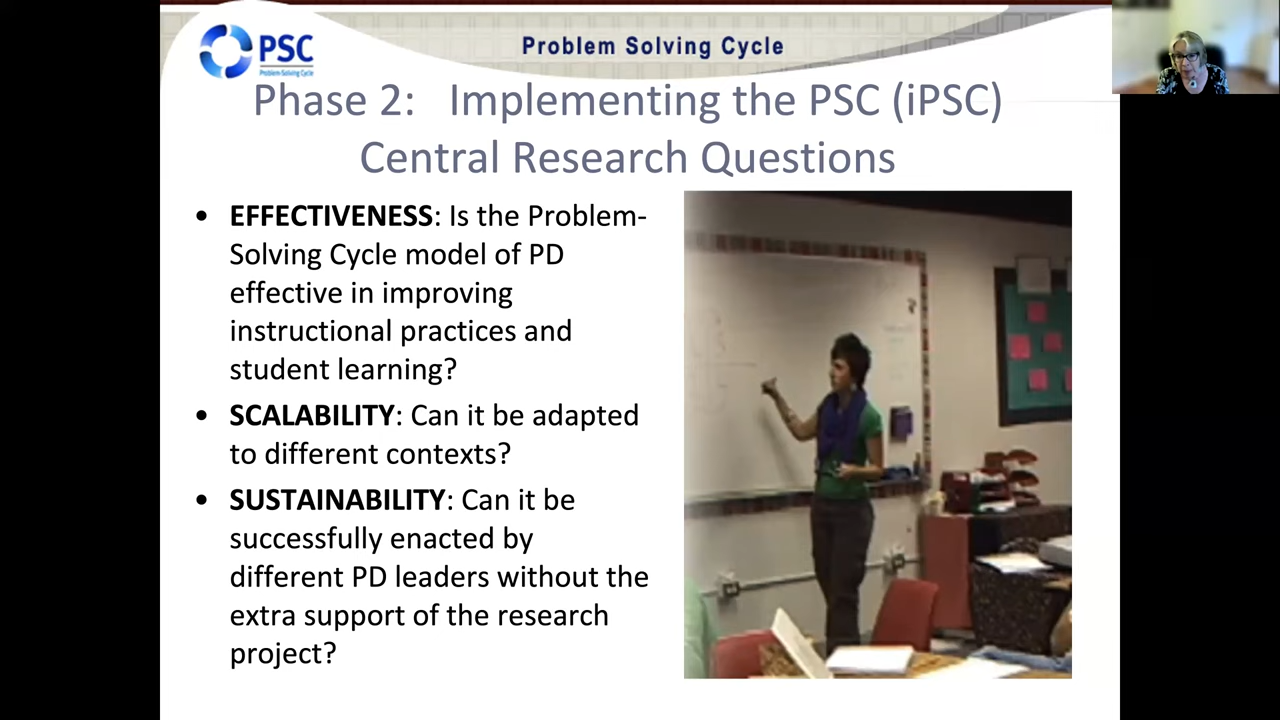 PSC
Problem-Solving Cycle
Problem Solving Cycle
Phase 2: Implementing the PSC (iPSC)
Central Research Questions
• EFFECTIVENESS: Is the Problem-
Solving Cycle model of PD
effective in improving
instructional practices and
student learning?
• SCALABILITY: Can it be adapted
to different contexts?
• SUSTAINABILITY: Can it be
successfully enacted by
different PD leaders without the
extra support of the research
project?